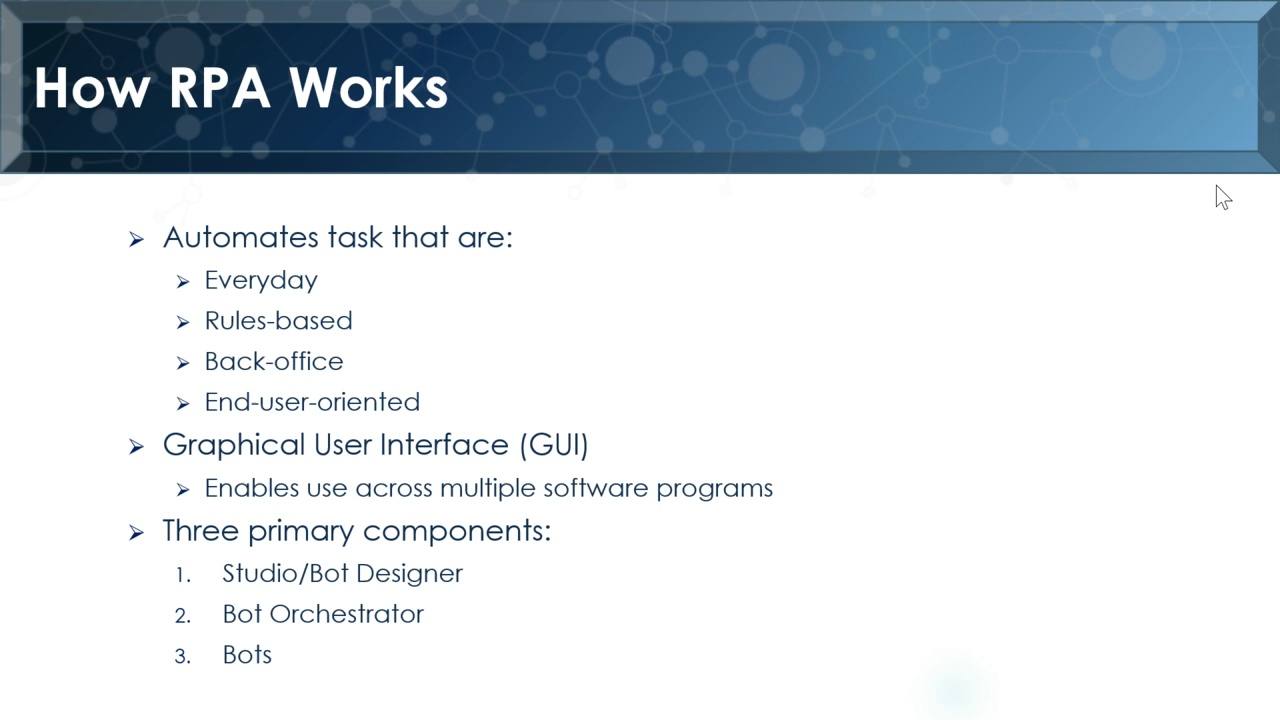 How RPA Works
➢ Automates task that are:
➢ Everyday
➢ Rules-based
➢ Back-office
➢ End-user-oriented
➢ Graphical User Interface (GUI)
➢ Enables use across multiple software programs
➢ Three primary components:
1. Studio/Bot Designer
2. Bot Orchestrator
3. Bots